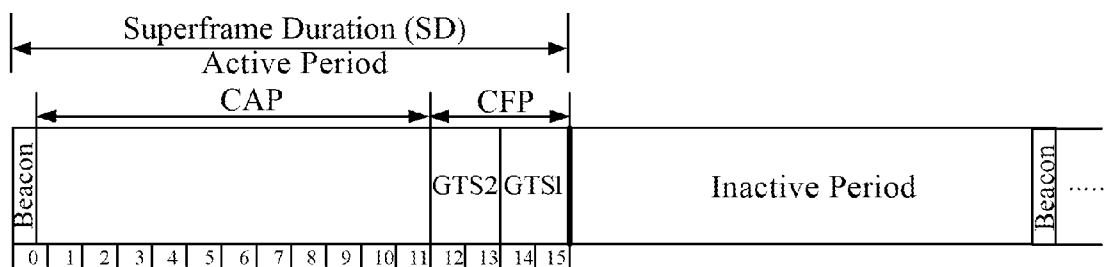 Superframe Duration (SD)
Active Period
CAP CFP
Beacon GTS2 GTS1 Inactive Period Beacon .....
0 1 2 3 4 5 6 7 8 9 10 11 12 13 14 15